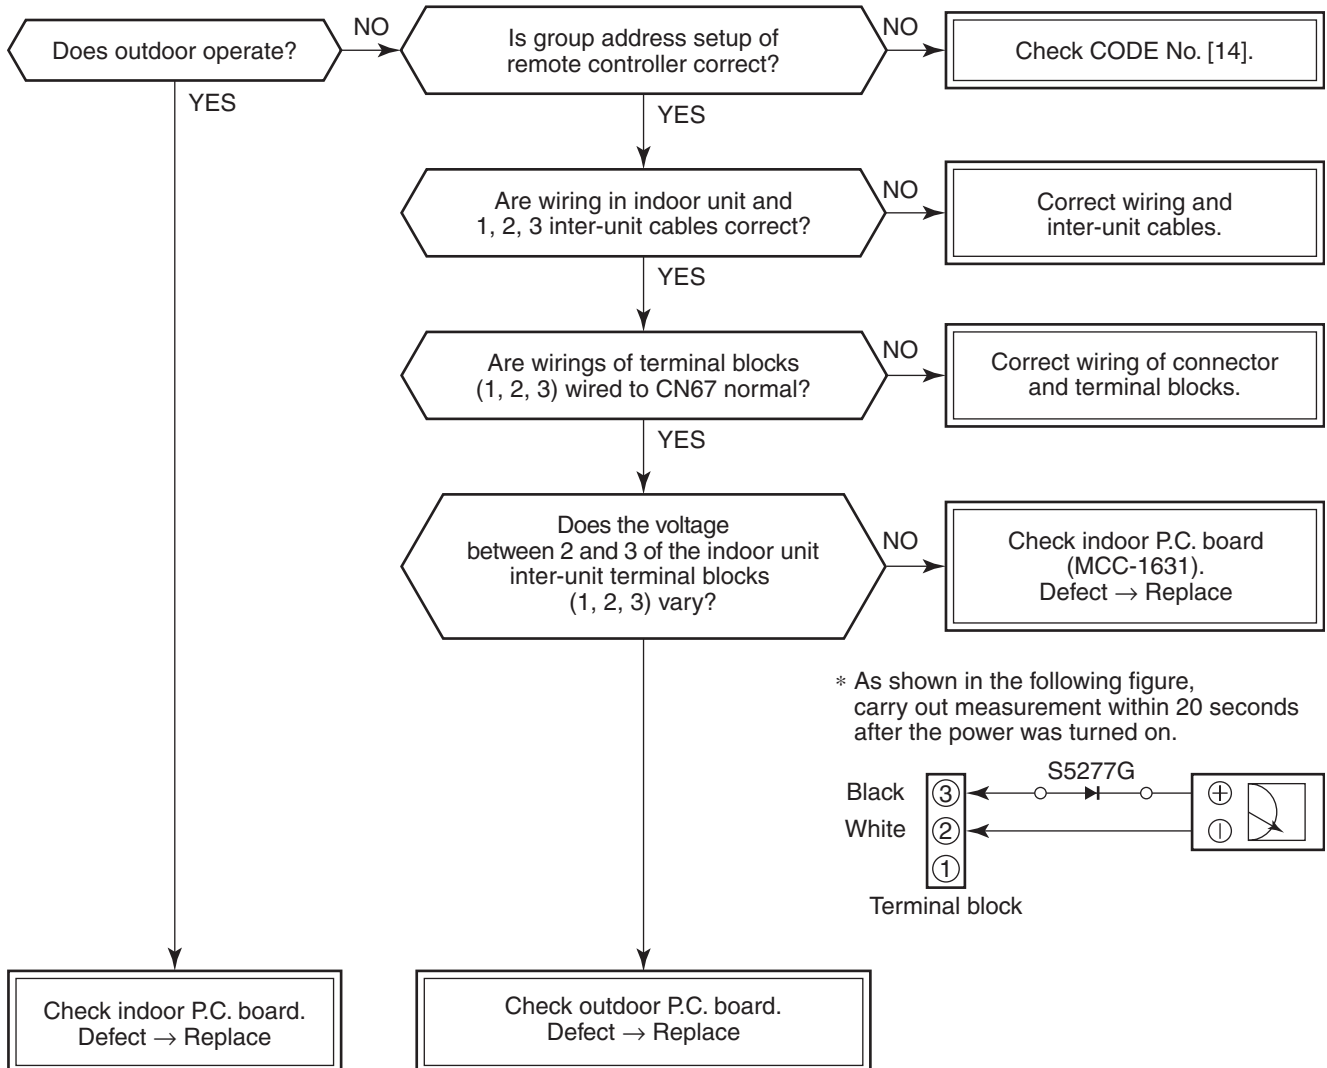 Does outdoor operate?
NO
YES
Is group address setup of
remote controller correct?
NO
Check CODE No. [14].
YES
Are wiring in indoor unit and
1, 2, 3 inter-unit cables correct?
NO
Correct wiring and
inter-unit cables.
YES
Are wirings of terminal blocks
(1, 2, 3) wired to CN67 normal?
NO
Correct wiring of connector
and terminal blocks.
YES
Does the voltage
between 2 and 3 of the indoor unit
inter-unit terminal blocks
(1, 2, 3) vary?
NO
Check indoor P.C. board
(MCC-1631).
Defect → Replace
* As shown in the following figure,
carry out measurement within 20 seconds
after the power was turned on.
S5277G
Black ③ ⊕
White ② ⊖
①
Terminal block
Check indoor P.C. board.
Defect → Replace
Check outdoor P.C. board.
Defect → Replace